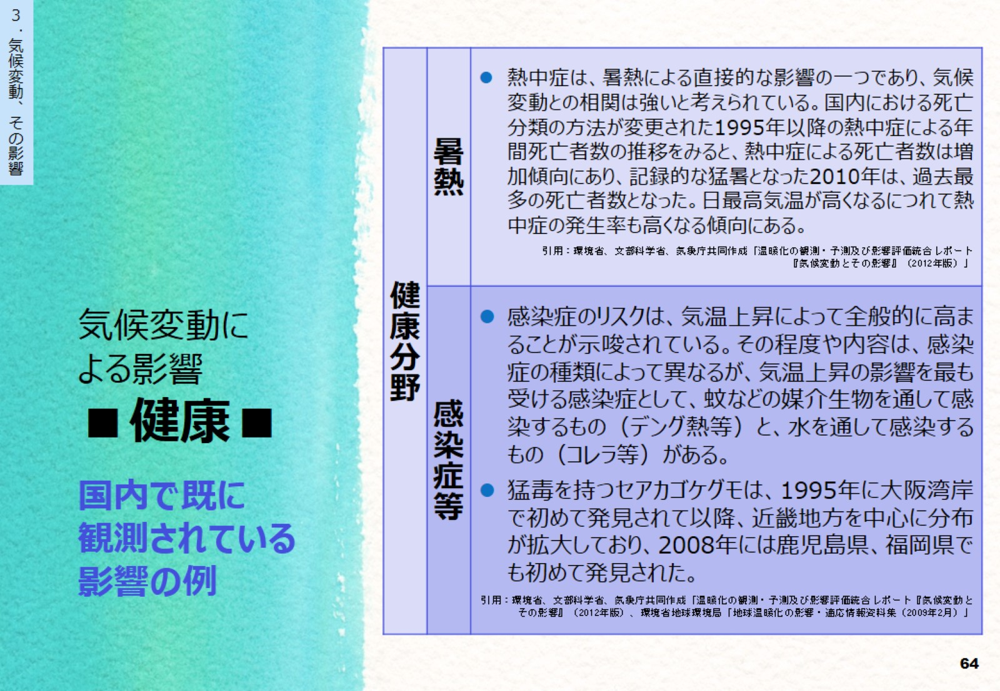 3．気候変動、その影響
気候変動に
よる影響
■健康■
国内で既に
観測されている
影響の例
健康分野
暑熱
● 熱中症は、暑熱による直接的な影響の一つであり、気候
変動との相関は強いと考えられている。国内における死亡
分類の方法が変更された1995年以降の熱中症による年
間死亡者数の推移をみると、熱中症による死亡者数は増
加傾向にあり、記録的な猛暑となった2010年は、過去最
多の死亡者数となった。日最高気温が高くなるにつれて熱
中症の発生率も高くなる傾向にある。
引用：環境省、文部科学省、気象庁共同作成「温暖化の観測・予測及び影響評価統合レポート
『気候変動とその影響』（2012年版）」
感染症等
● 感染症のリスクは、気温上昇によって全般的に高ま
ることが示唆されている。その程度や内容は、感染
症の種類によって異なるが、気温上昇の影響を最も
受ける感染症として、蚊などの媒介生物を通して感
染するもの（デング熱等）と、水を通して感染する
もの（コレラ等）がある。
● 猛毒を持つセアカゴケグモは、1995年に大阪湾岸
で初めて発見されて以降、近畿地方を中心に分布
が拡大しており、2008年には鹿児島県、福岡県で
も初めて発見された。
引用：環境省、文部科学省、気象庁共同作成「温暖化の観測・予測及び影響評価統合レポート『気候変動と
その影響』（2012年版）、環境省地球環境局「地球温暖化の影響・適応情報資料集（2009年2月）」
64